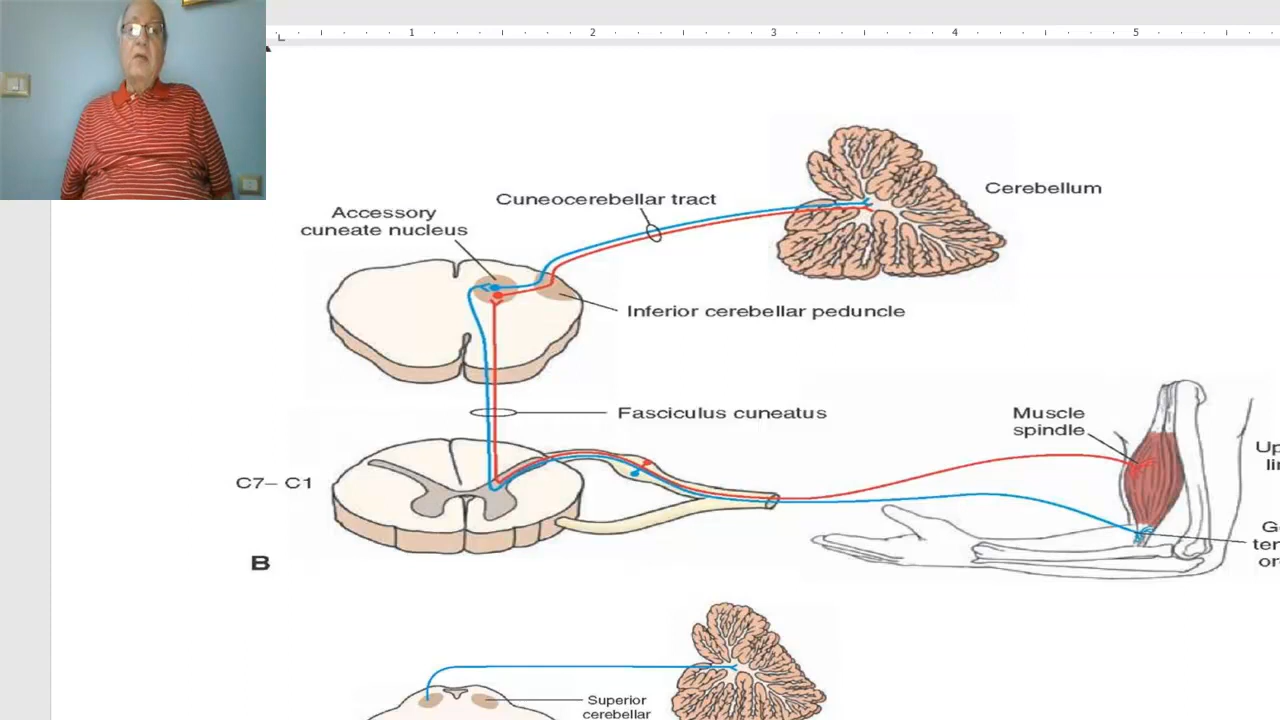 1 2 3 4 5
Cuneocerebellar tract
Cerebellum
Accessory
cuneate nucleus
Inferior cerebellar peduncle
Fasciculus cuneatus
Muscle
spindle
Up
C7– C1
B
Superior
cerebellar